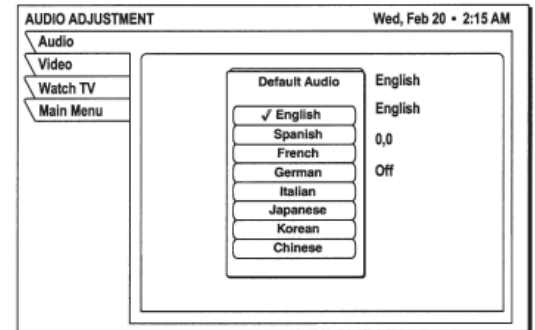 AUDIO ADJUSTMENT
Wed, Feb 20 • 2:15 AM
Audio
Video
Watch TV
Main Menu
Default Audio
✓ English
Spanish
French
German
Italian
Japanese
Korean
Chinese
English
English
0,0
Off